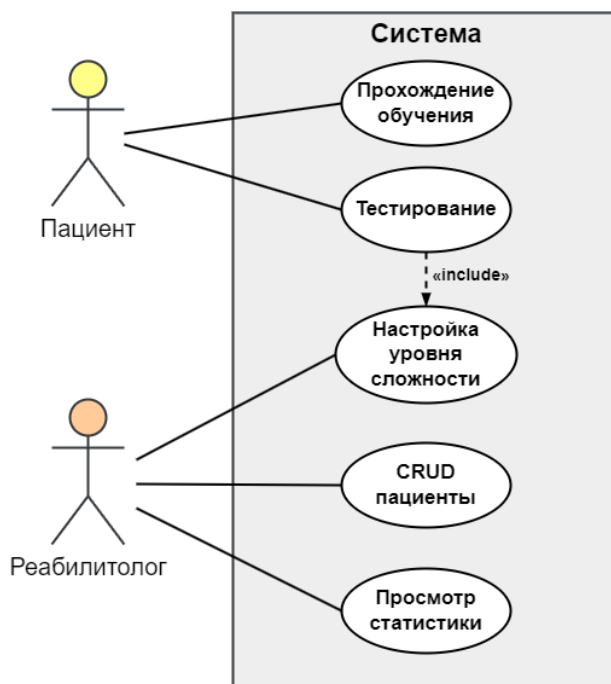 Система
Прохождение
обучения
Пациент
Тестирование
«include»
Настройка
уровня
сложности
CRUD
пациенты
Реабилитолог
Просмотр
статистики